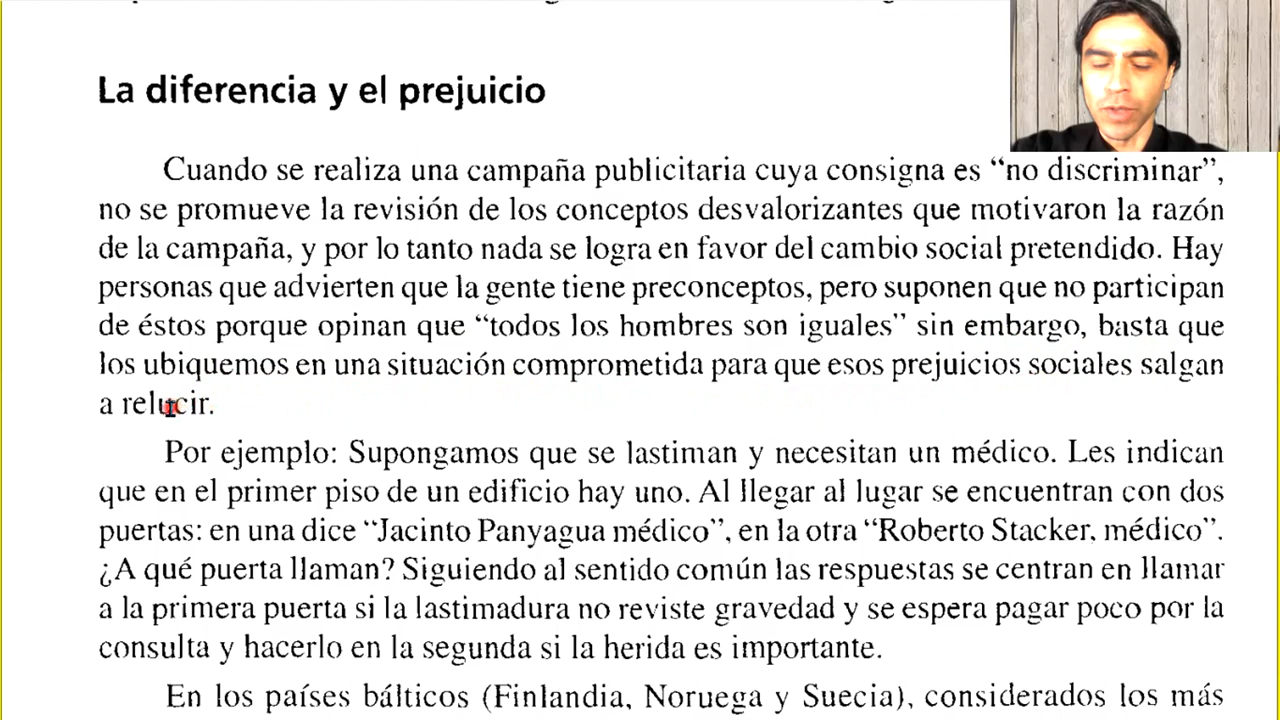 La diferencia y el prejuicio
Cuando se realiza una campaña publicitaria cuya consigna es “no discriminar”,
no se promueve la revisión de los conceptos desvalorizantes que motivaron la razón
de la campaña, y por lo tanto nada se logra en favor del cambio social pretendido. Hay
personas que advierten que la gente tiene preconceptos, pero suponen que no participan
de éstos porque opinan que “todos los hombres son iguales” sin embargo, basta que
los ubiquemos en una situación comprometida para que esos prejuicios sociales salgan
a relucir.
Por ejemplo: Supongamos que se lastiman y necesitan un médico. Les indican
que en el primer piso de un edificio hay uno. Al llegar al lugar se encuentran con dos
puertas: en una dice “Jacinto Panyagua médico”, en la otra “Roberto Stacker, médico”.
¿A qué puerta llaman? Siguiendo al sentido común las respuestas se centran en llamar
a la primera puerta si la lastimadura no reviste gravedad y se espera pagar poco por la
consulta y hacerlo en la segunda si la herida es importante.
En los países bálticos (Finlandia, Noruega y Suecia), considerados los más